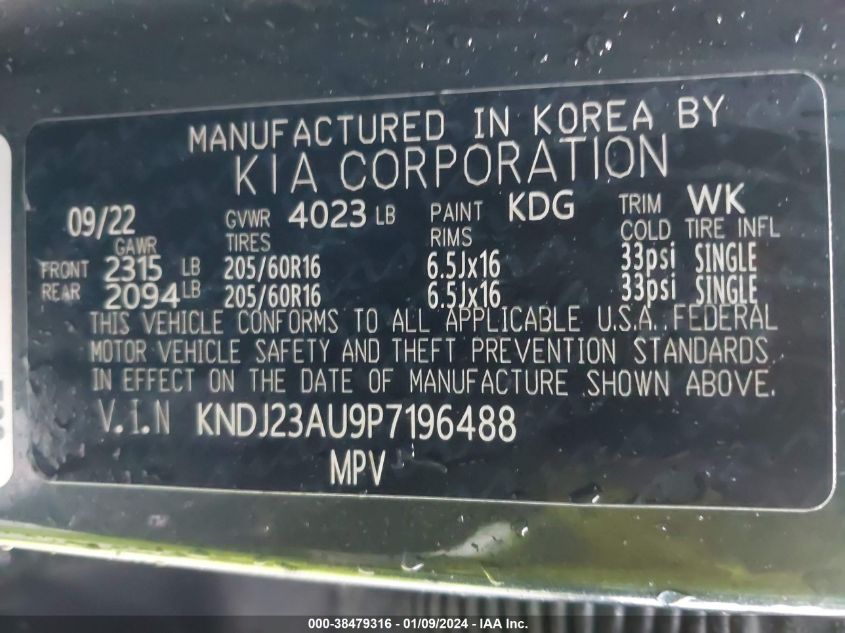 MANUFACTURED IN KOREA BY
KIA CORPORATION
09/22 GVWR 4023 LB PAINT KDG TRIM WK
GAWR TIRES RIMS COLD TIRE INFL
FRONT 2315 LB 205/60R16 6.5Jx16 33psi SINGLE
REAR 2094 LB 205/60R16 6.5Jx16 33psi SINGLE
THIS VEHICLE CONFORMS TO ALL APPLICABLE U.S.A. FEDERAL
MOTOR VEHICLE SAFETY AND THEFT PREVENTION STANDARDS
IN EFFECT ON THE DATE OF MANUFACTURE SHOWN ABOVE.
V.I.N KNDJ23AU9P7196488
MPV
000-38479316 - 01/09/2024 - IAA Inc.